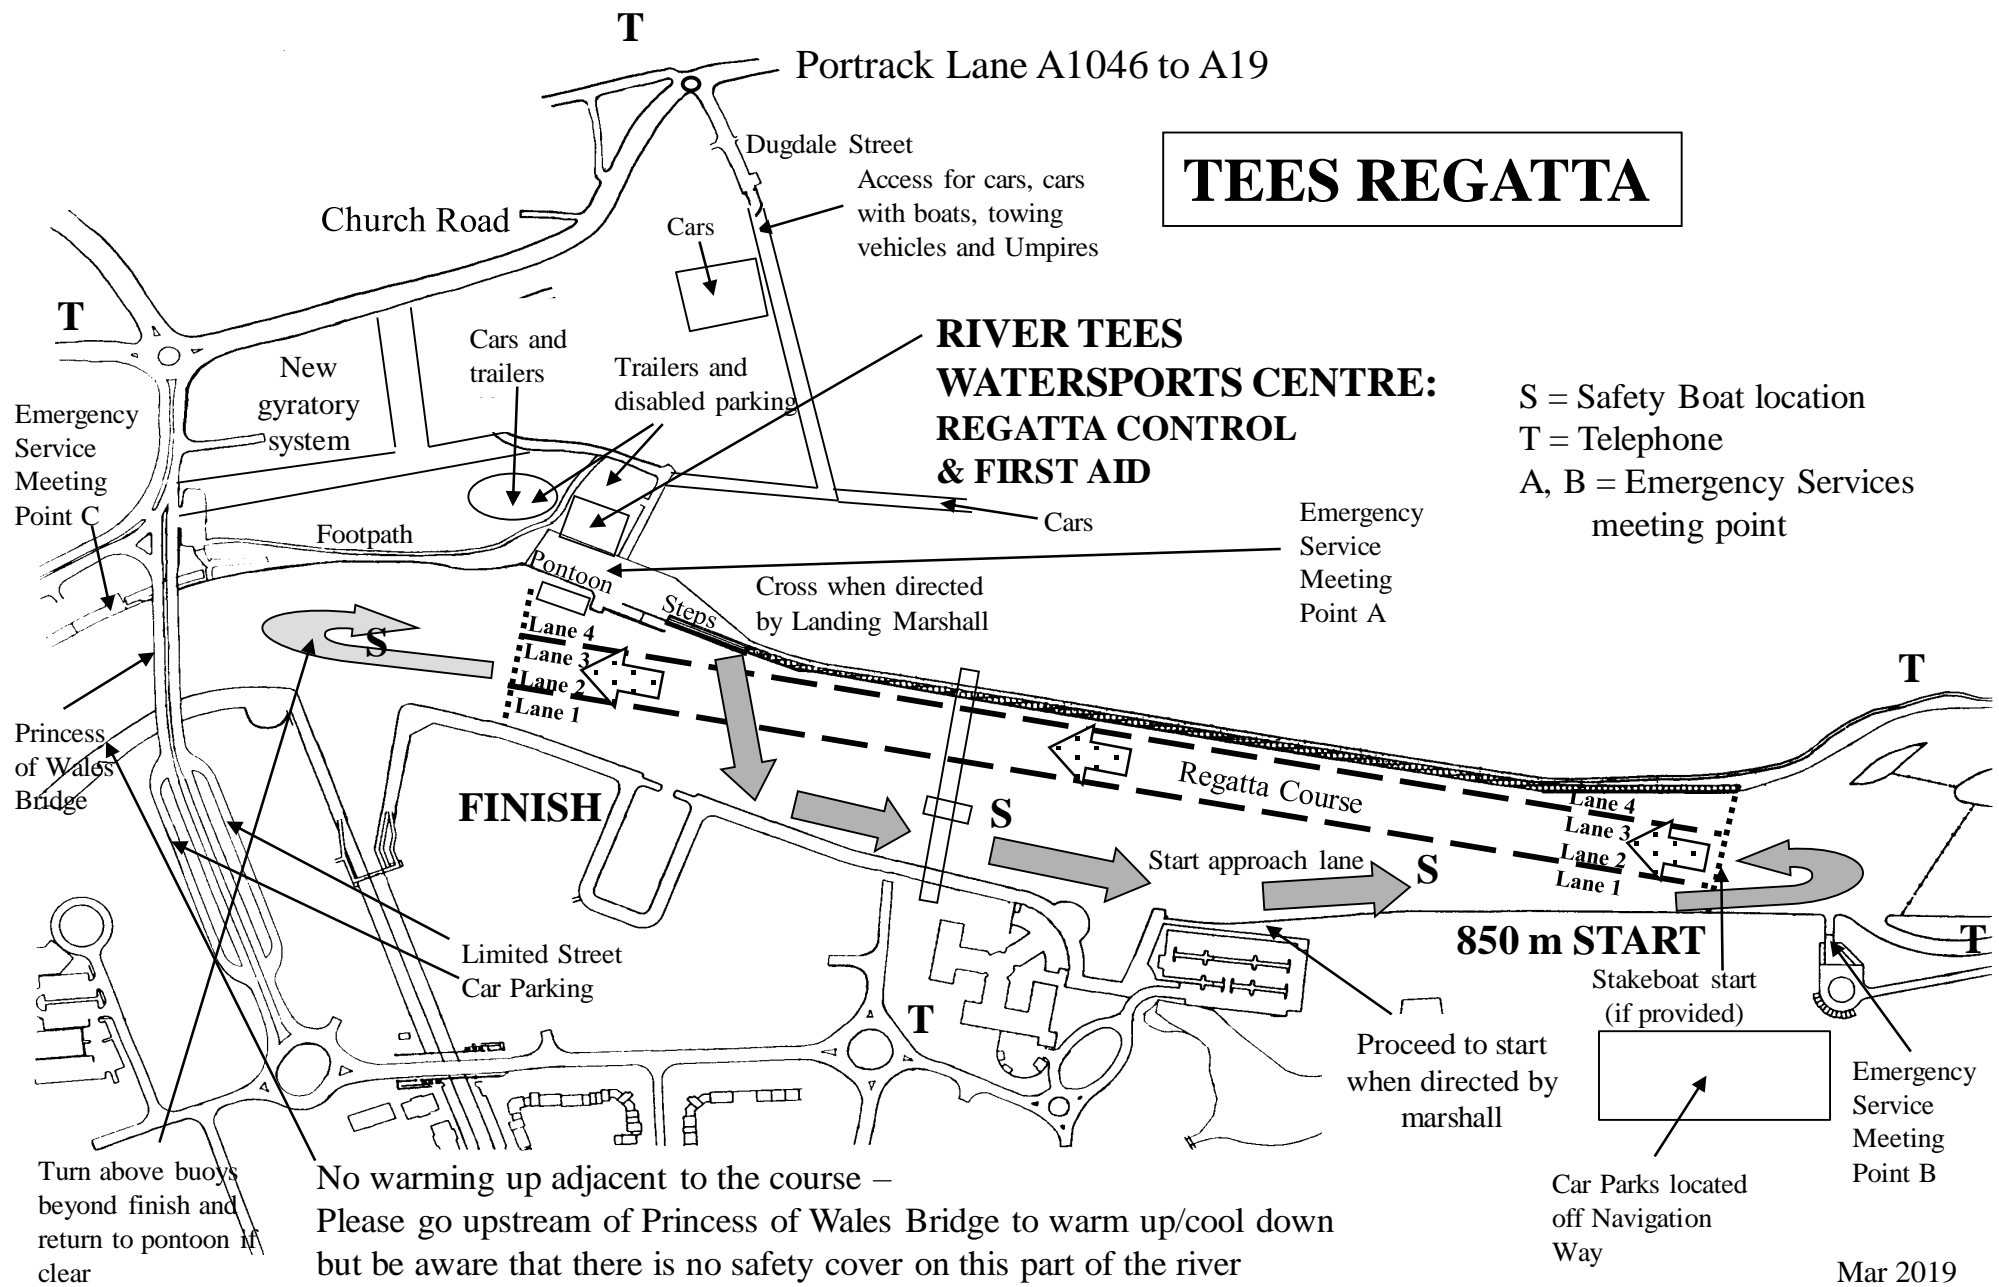 T
Portrack Lane A1046 to A19
Dugdale Street
Access for cars, cars
with boats, towing
vehicles and Umpires
TEES REGATTA
Church Road
Cars
T
New
gyratory
system
Cars and
trailers
Trailers and
disabled parking
RIVER TEES
WATERSPORTS CENTRE:
REGATTA CONTROL
& FIRST AID
S = Safety Boat location
T = Telephone
A, B = Emergency Services
meeting point
Emergency
Service
Meeting
Point C
Footpath
Cars
Emergency
Service
Meeting
Point A
Pontoon
Steps
Cross when directed
by Landing Marshall
S
Lane 4
Lane 3
Lane 2
Lane 1
T
Princess
of Wales
Bridge
FINISH
Regatta Course
S
Start approach lane
S
Lane 4
Lane 3
Lane 2
Lane 1
850 m START
T
Limited Street
Car Parking
Stakeboat start
(if provided)
T
Proceed to start
when directed by
marshall
Emergency
Service
Meeting
Point B
Turn above buoys
beyond finish and
return to pontoon if
clear
No warming up adjacent to the course –
Please go upstream of Princess of Wales Bridge to warm up/cool down
but be aware that there is no safety cover on this part of the river
Car Parks located
off Navigation
Way
Mar 2019